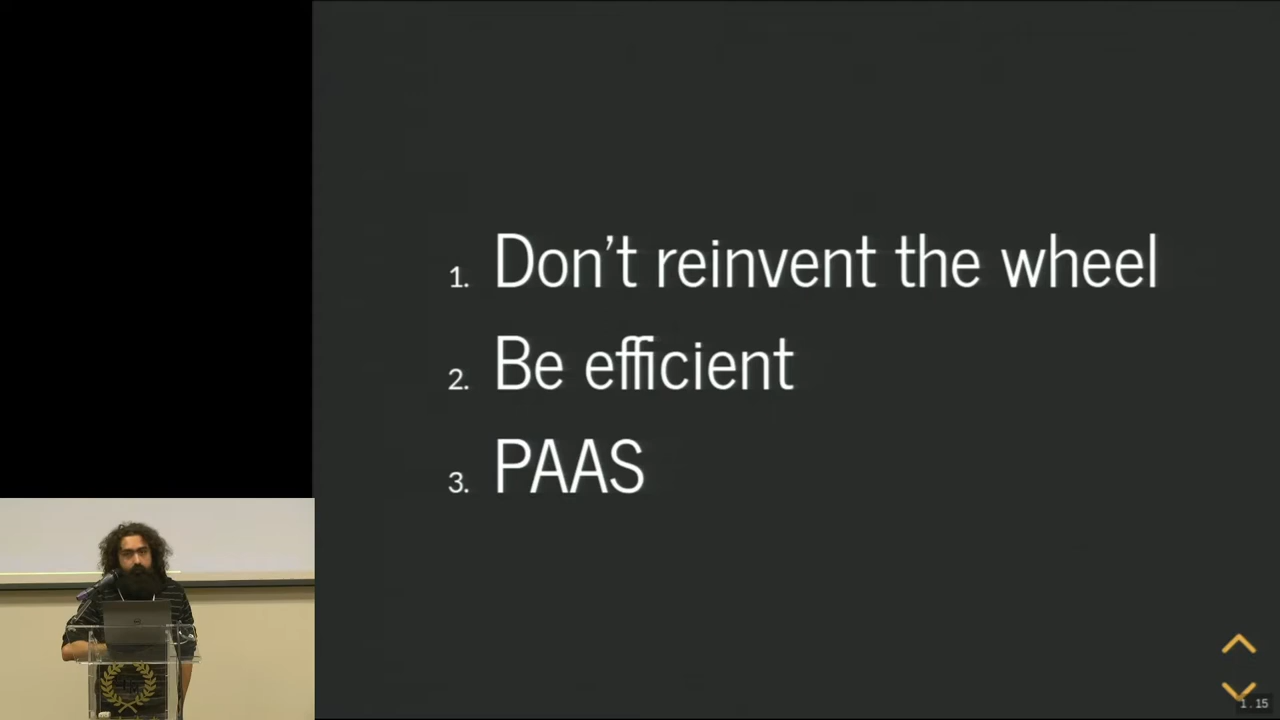 1. Don't reinvent the wheel
2. Be efficient
3. PAAS
1.15